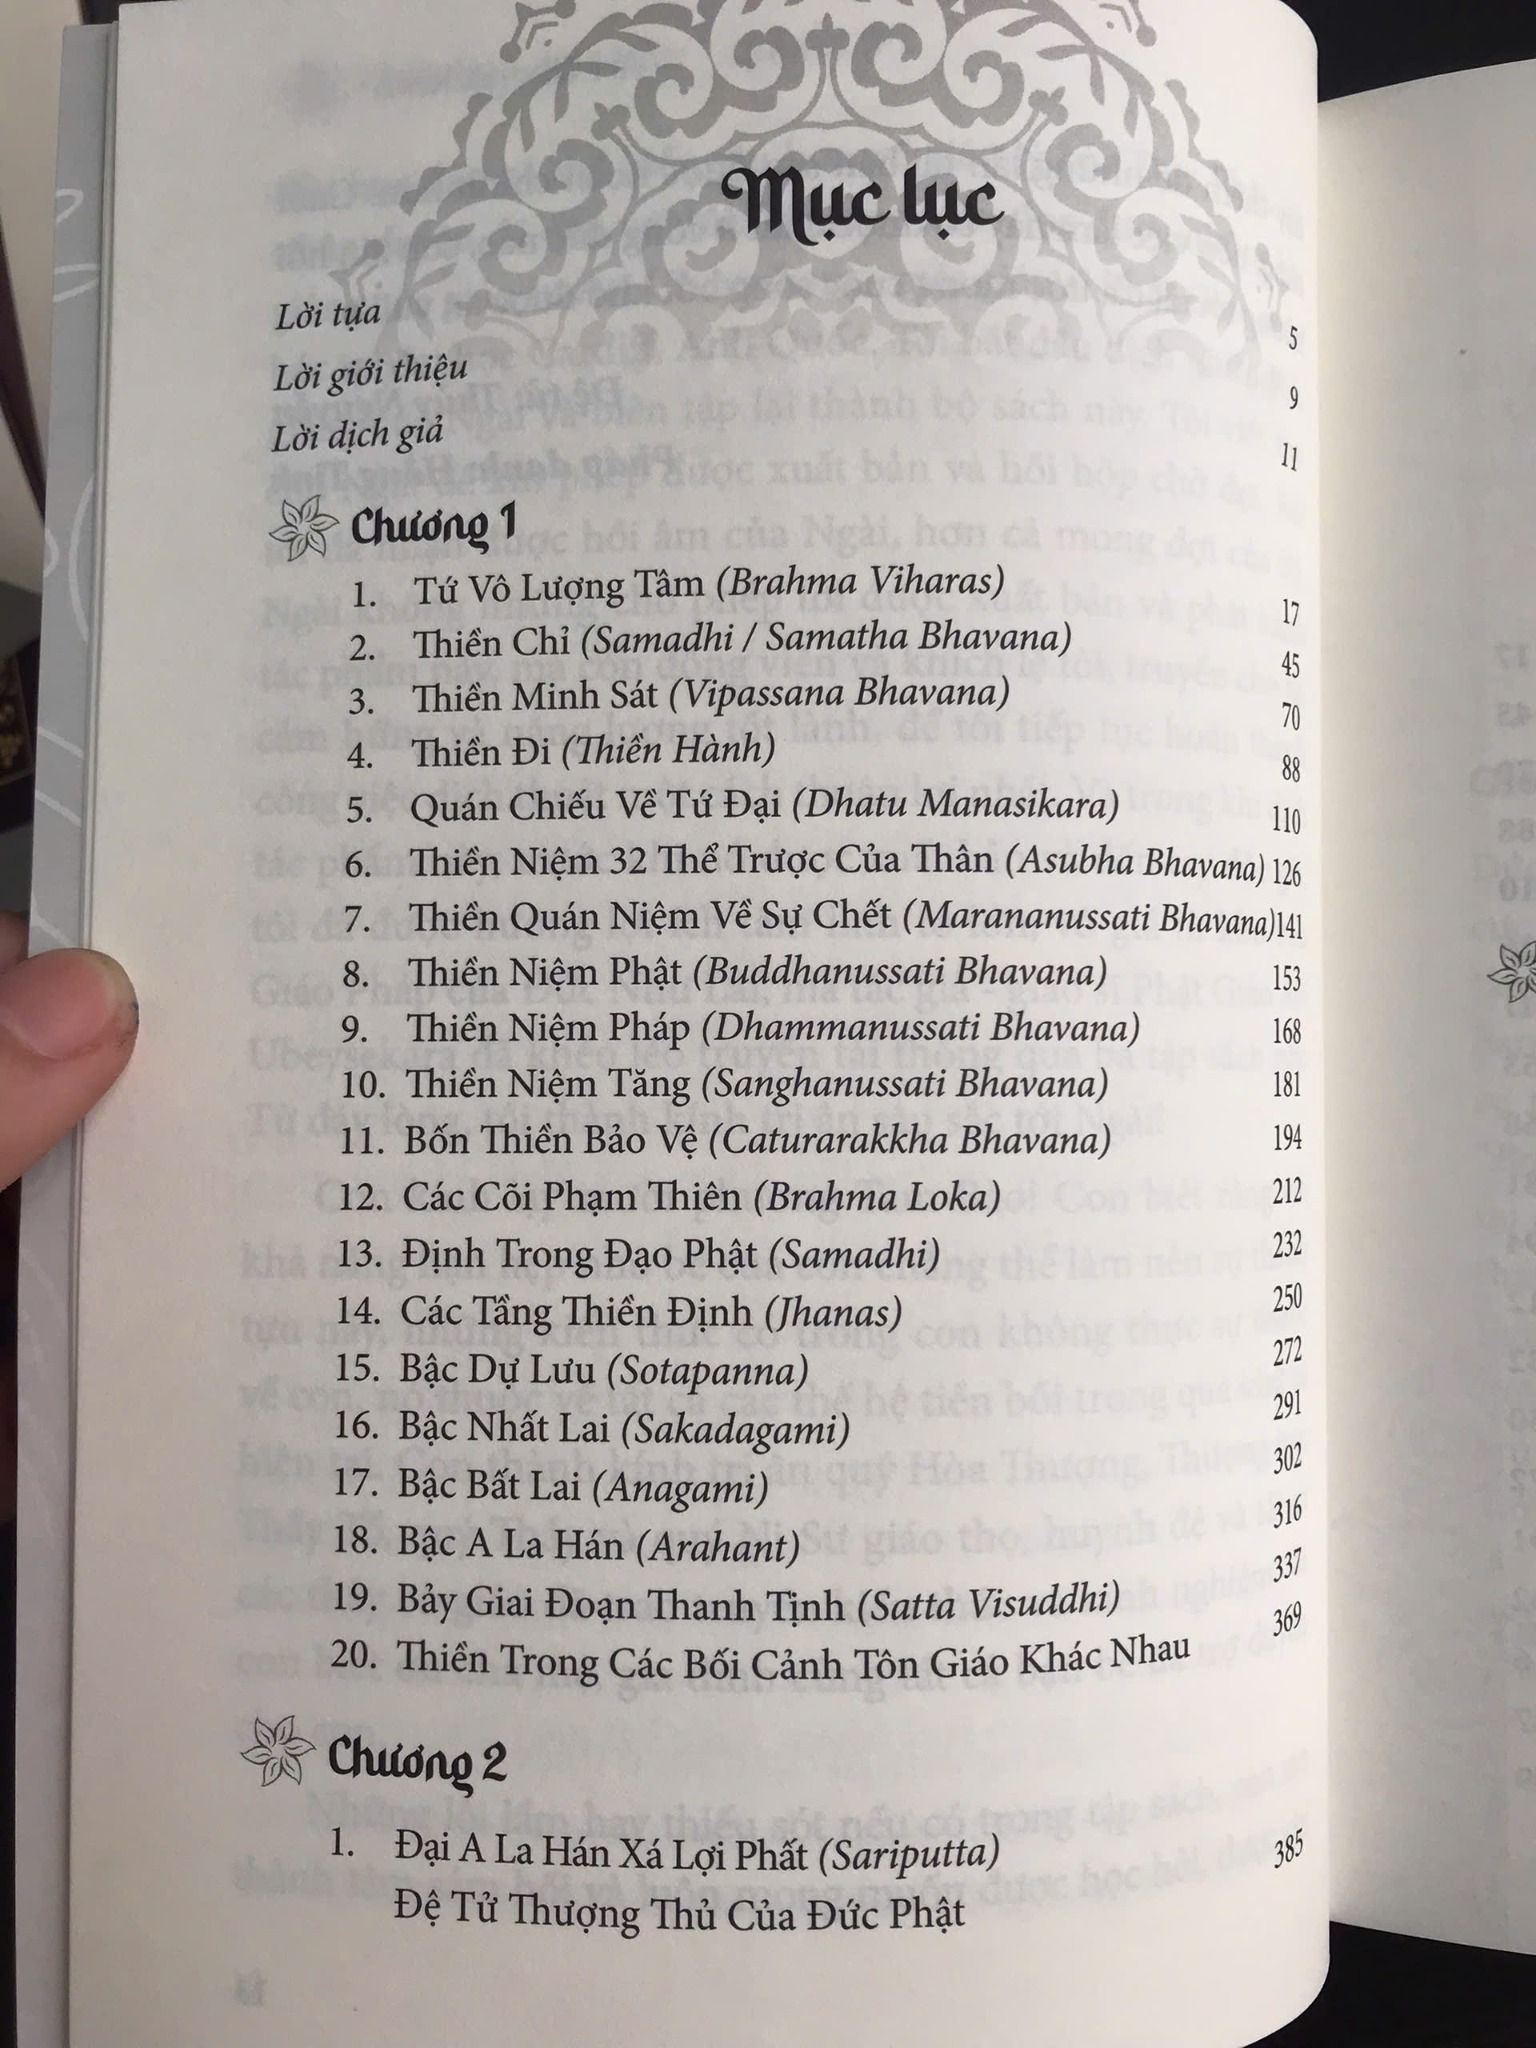 Mục lục
Lời tựa 5
Lời giới thiệu 9
Lời dịch giả 11
Chương 1
1. Tứ Vô Lượng Tâm (Brahma Viharas) 17
2. Thiền Chỉ (Samadhi / Samatha Bhavana) 45
3. Thiền Minh Sát (Vipassana Bhavana) 70
4. Thiền Đi (Thiền Hành) 88
5. Quán Chiếu Về Tứ Đại (Dhatu Manasikara) 110
6. Thiền Niệm 32 Thể Trược Của Thân (Asubha Bhavana) 126
7. Thiền Quán Niệm Về Sự Chết (Marananussati Bhavana) 141
8. Thiền Niệm Phật (Buddhanussati Bhavana) 153
9. Thiền Niệm Pháp (Dhammanussati Bhavana) 168
10. Thiền Niệm Tăng (Sanghanussati Bhavana) 181
11. Bốn Thiền Bảo Vệ (Caturarakkha Bhavana) 194
12. Các Cõi Phạm Thiên (Brahma Loka) 212
13. Định Trong Đạo Phật (Samadhi) 232
14. Các Tầng Thiền Định (Jhanas) 250
15. Bậc Dự Lưu (Sotapanna) 272
16. Bậc Nhất Lai (Sakadagami) 291
17. Bậc Bất Lai (Anagami) 302
18. Bậc A La Hán (Arahant) 316
19. Bảy Giai Đoạn Thanh Tịnh (Satta Visuddhi) 337
20. Thiền Trong Các Bối Cảnh Tôn Giáo Khác Nhau 369
Chương 2
1. Đại A La Hán Xá Lợi Phất (Sariputta) 385
Đệ Tử Thượng Thủ Của Đức Phật